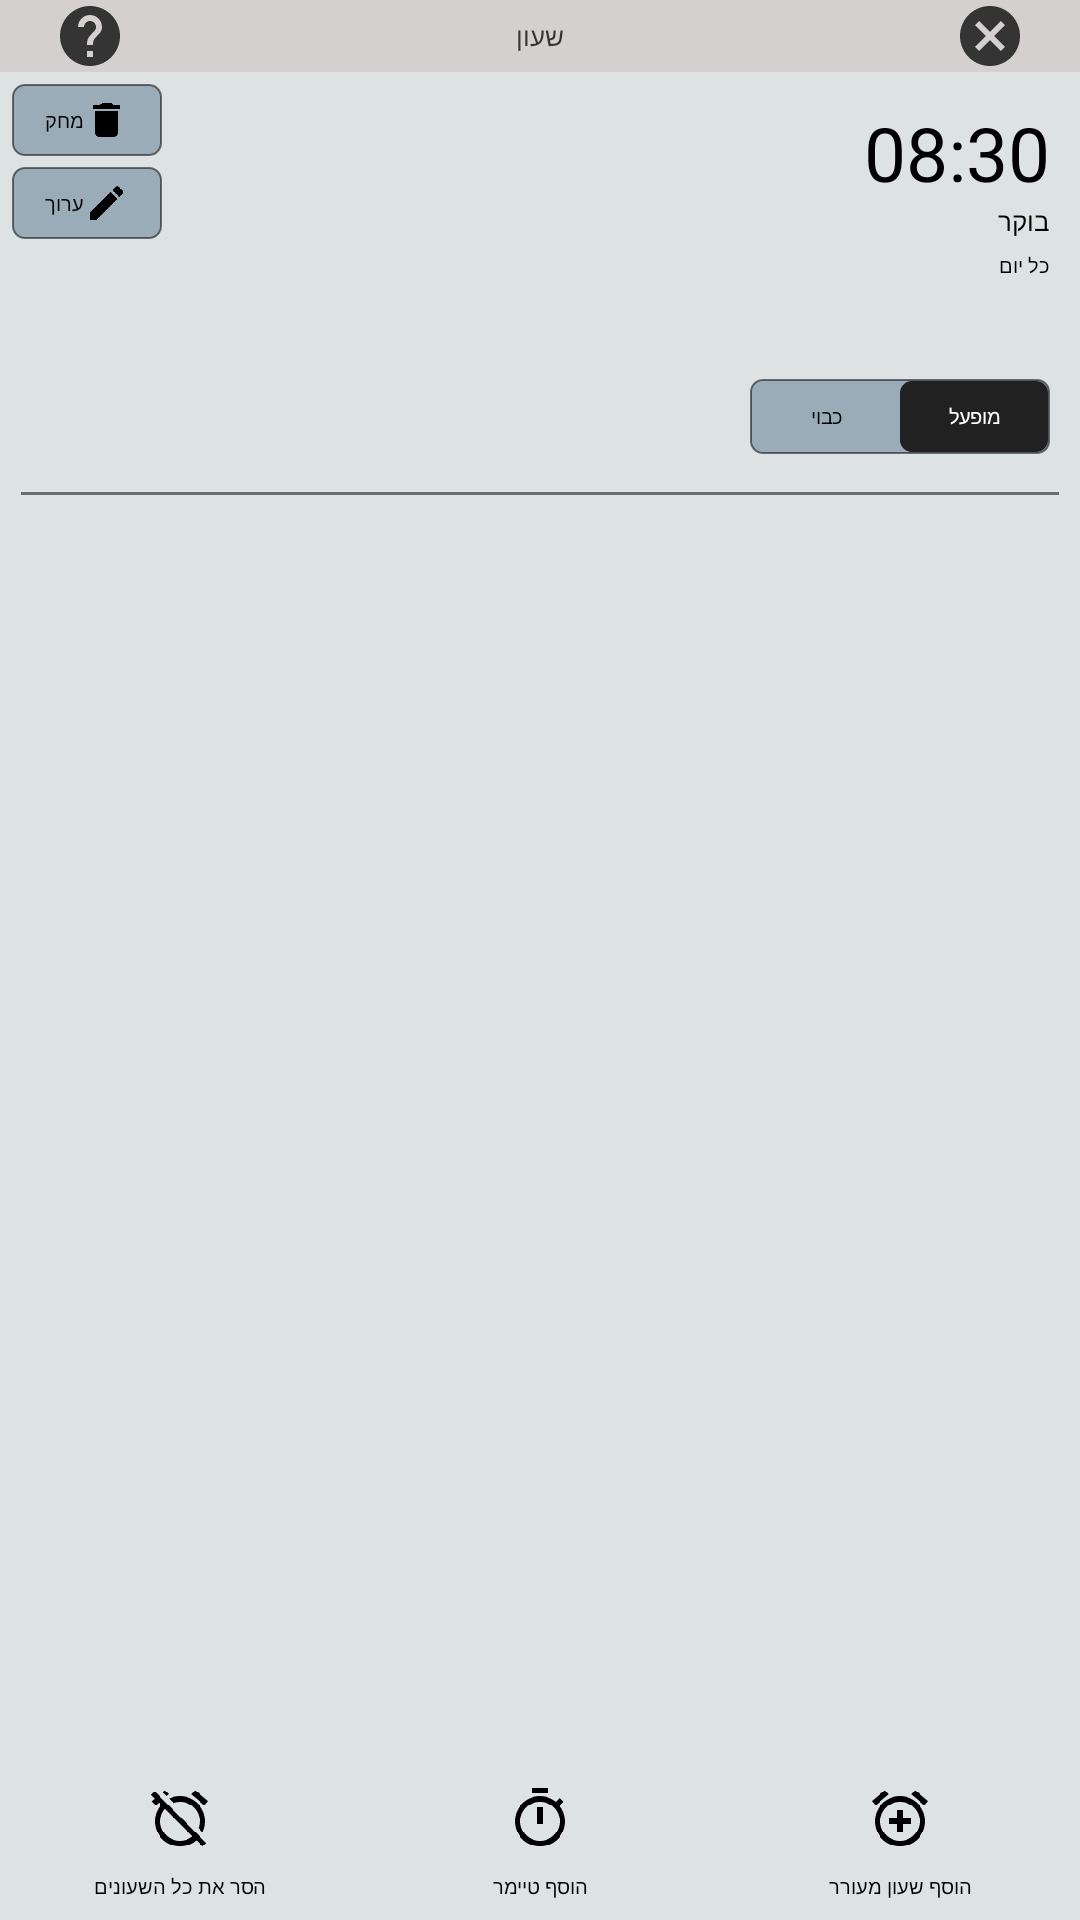 שעון
08:30
בוקר
כל יום
מחק
ערוך
מופעל
כבוי
הוסף שעון מעורר
הוסף טיימר
הסר את כל השעונים